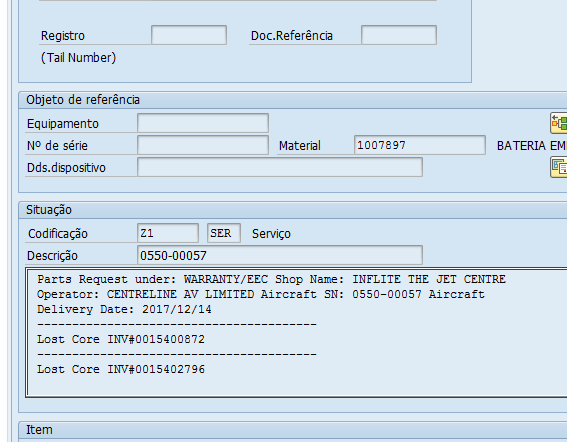 Registro Doc.Referência
(Tail Number)
Objeto de referência
Equipamento
Nº de série Material 1007897 BATERIA EM
Dds.dispositivo
Situação
Codificação Z1 SER Serviço
Descrição 0550-00057
Parts Request under: WARRANTY/EEC Shop Name: INFLITE THE JET CENTRE
Operator: CENTRELINE AV LIMITED Aircraft SN: 0550-00057 Aircraft
Delivery Date: 2017/12/14
----------------------------------------
Lost Core INV#0015400872
----------------------------------------
Lost Core INV#0015402796
Item